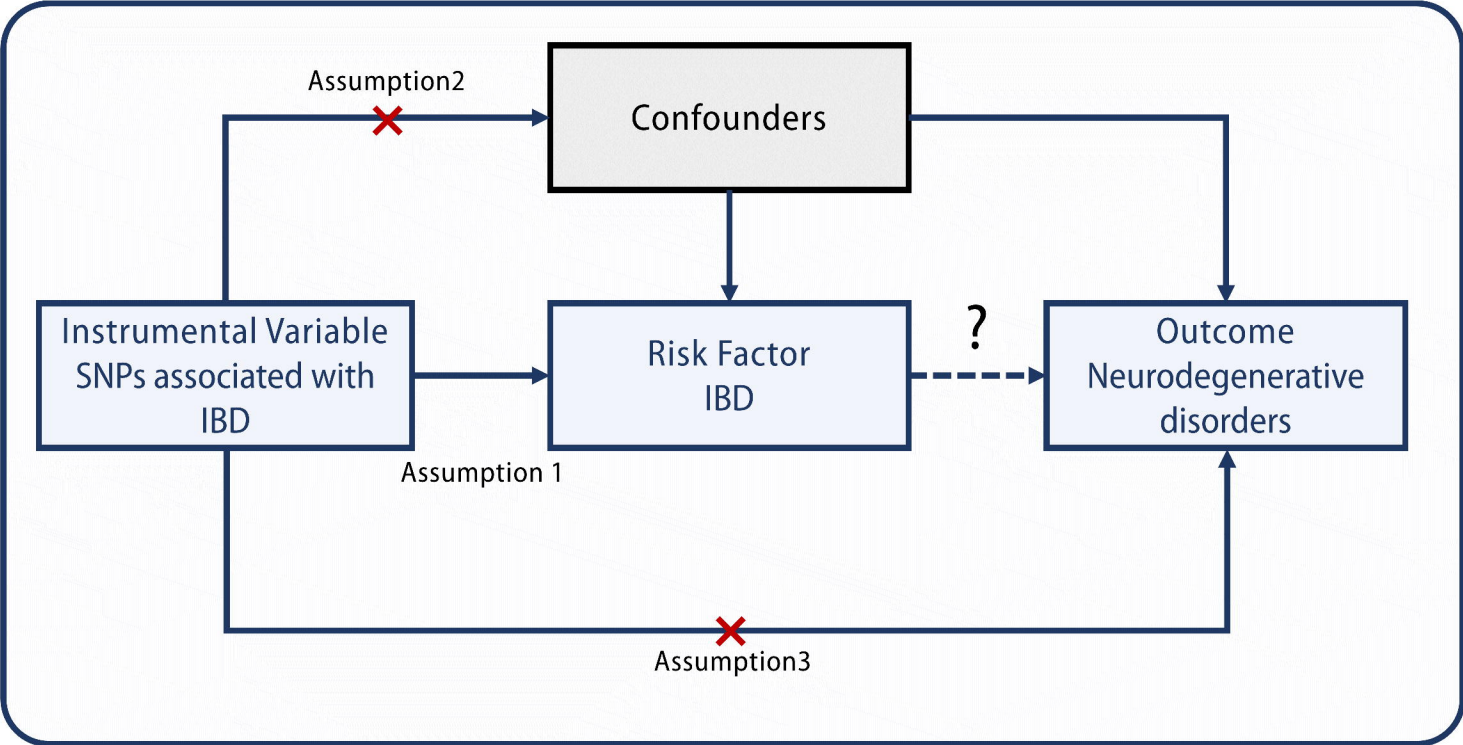 Assumption2
Confounders
Instrumental Variable
SNPs associated with
IBD
Risk Factor
IBD
?
Outcome
Neurodegenerative
disorders
Assumption 1
Assumption3